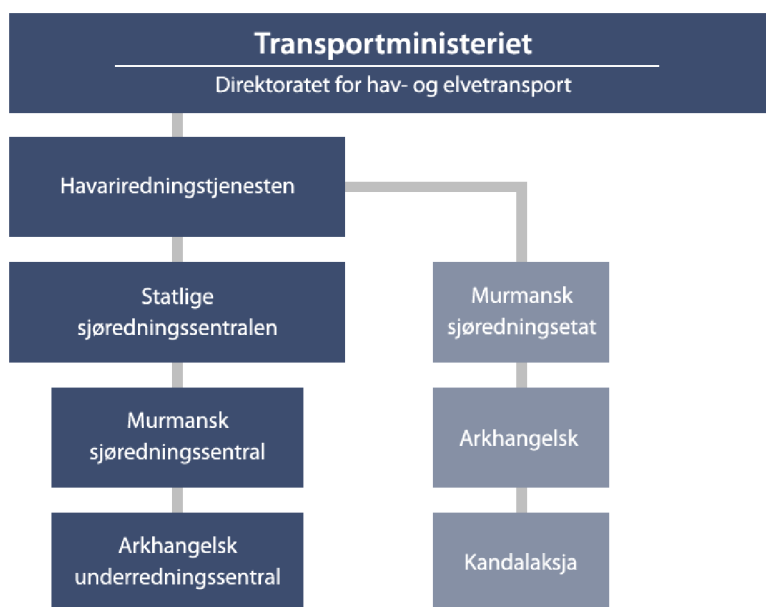 Transportministeriet
Direktoratet for hav- og elvetransport
Havariredningstjenesten
Statlige
sjøredningssentralen
Murmansk
sjøredningssentral
Arkhangelsk
underredningssentral
Murmansk
sjøredningsetat
Arkhangelsk
Kandalaksja